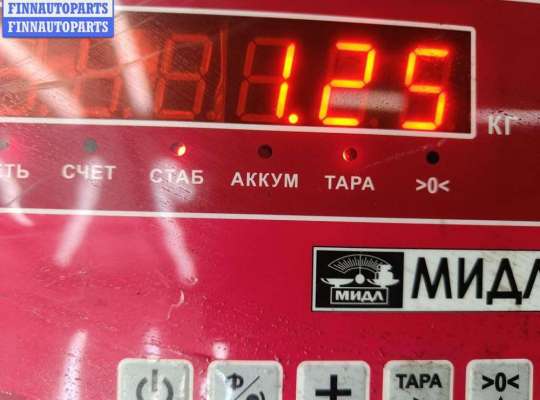 FINNAUTOPARTS
FINNAUTOPARTS
1.25
КГ
СЧЕТ СТАБ АККУМ ТАРА >0<
МИДЛ МИДЛ
ТАРА >0<